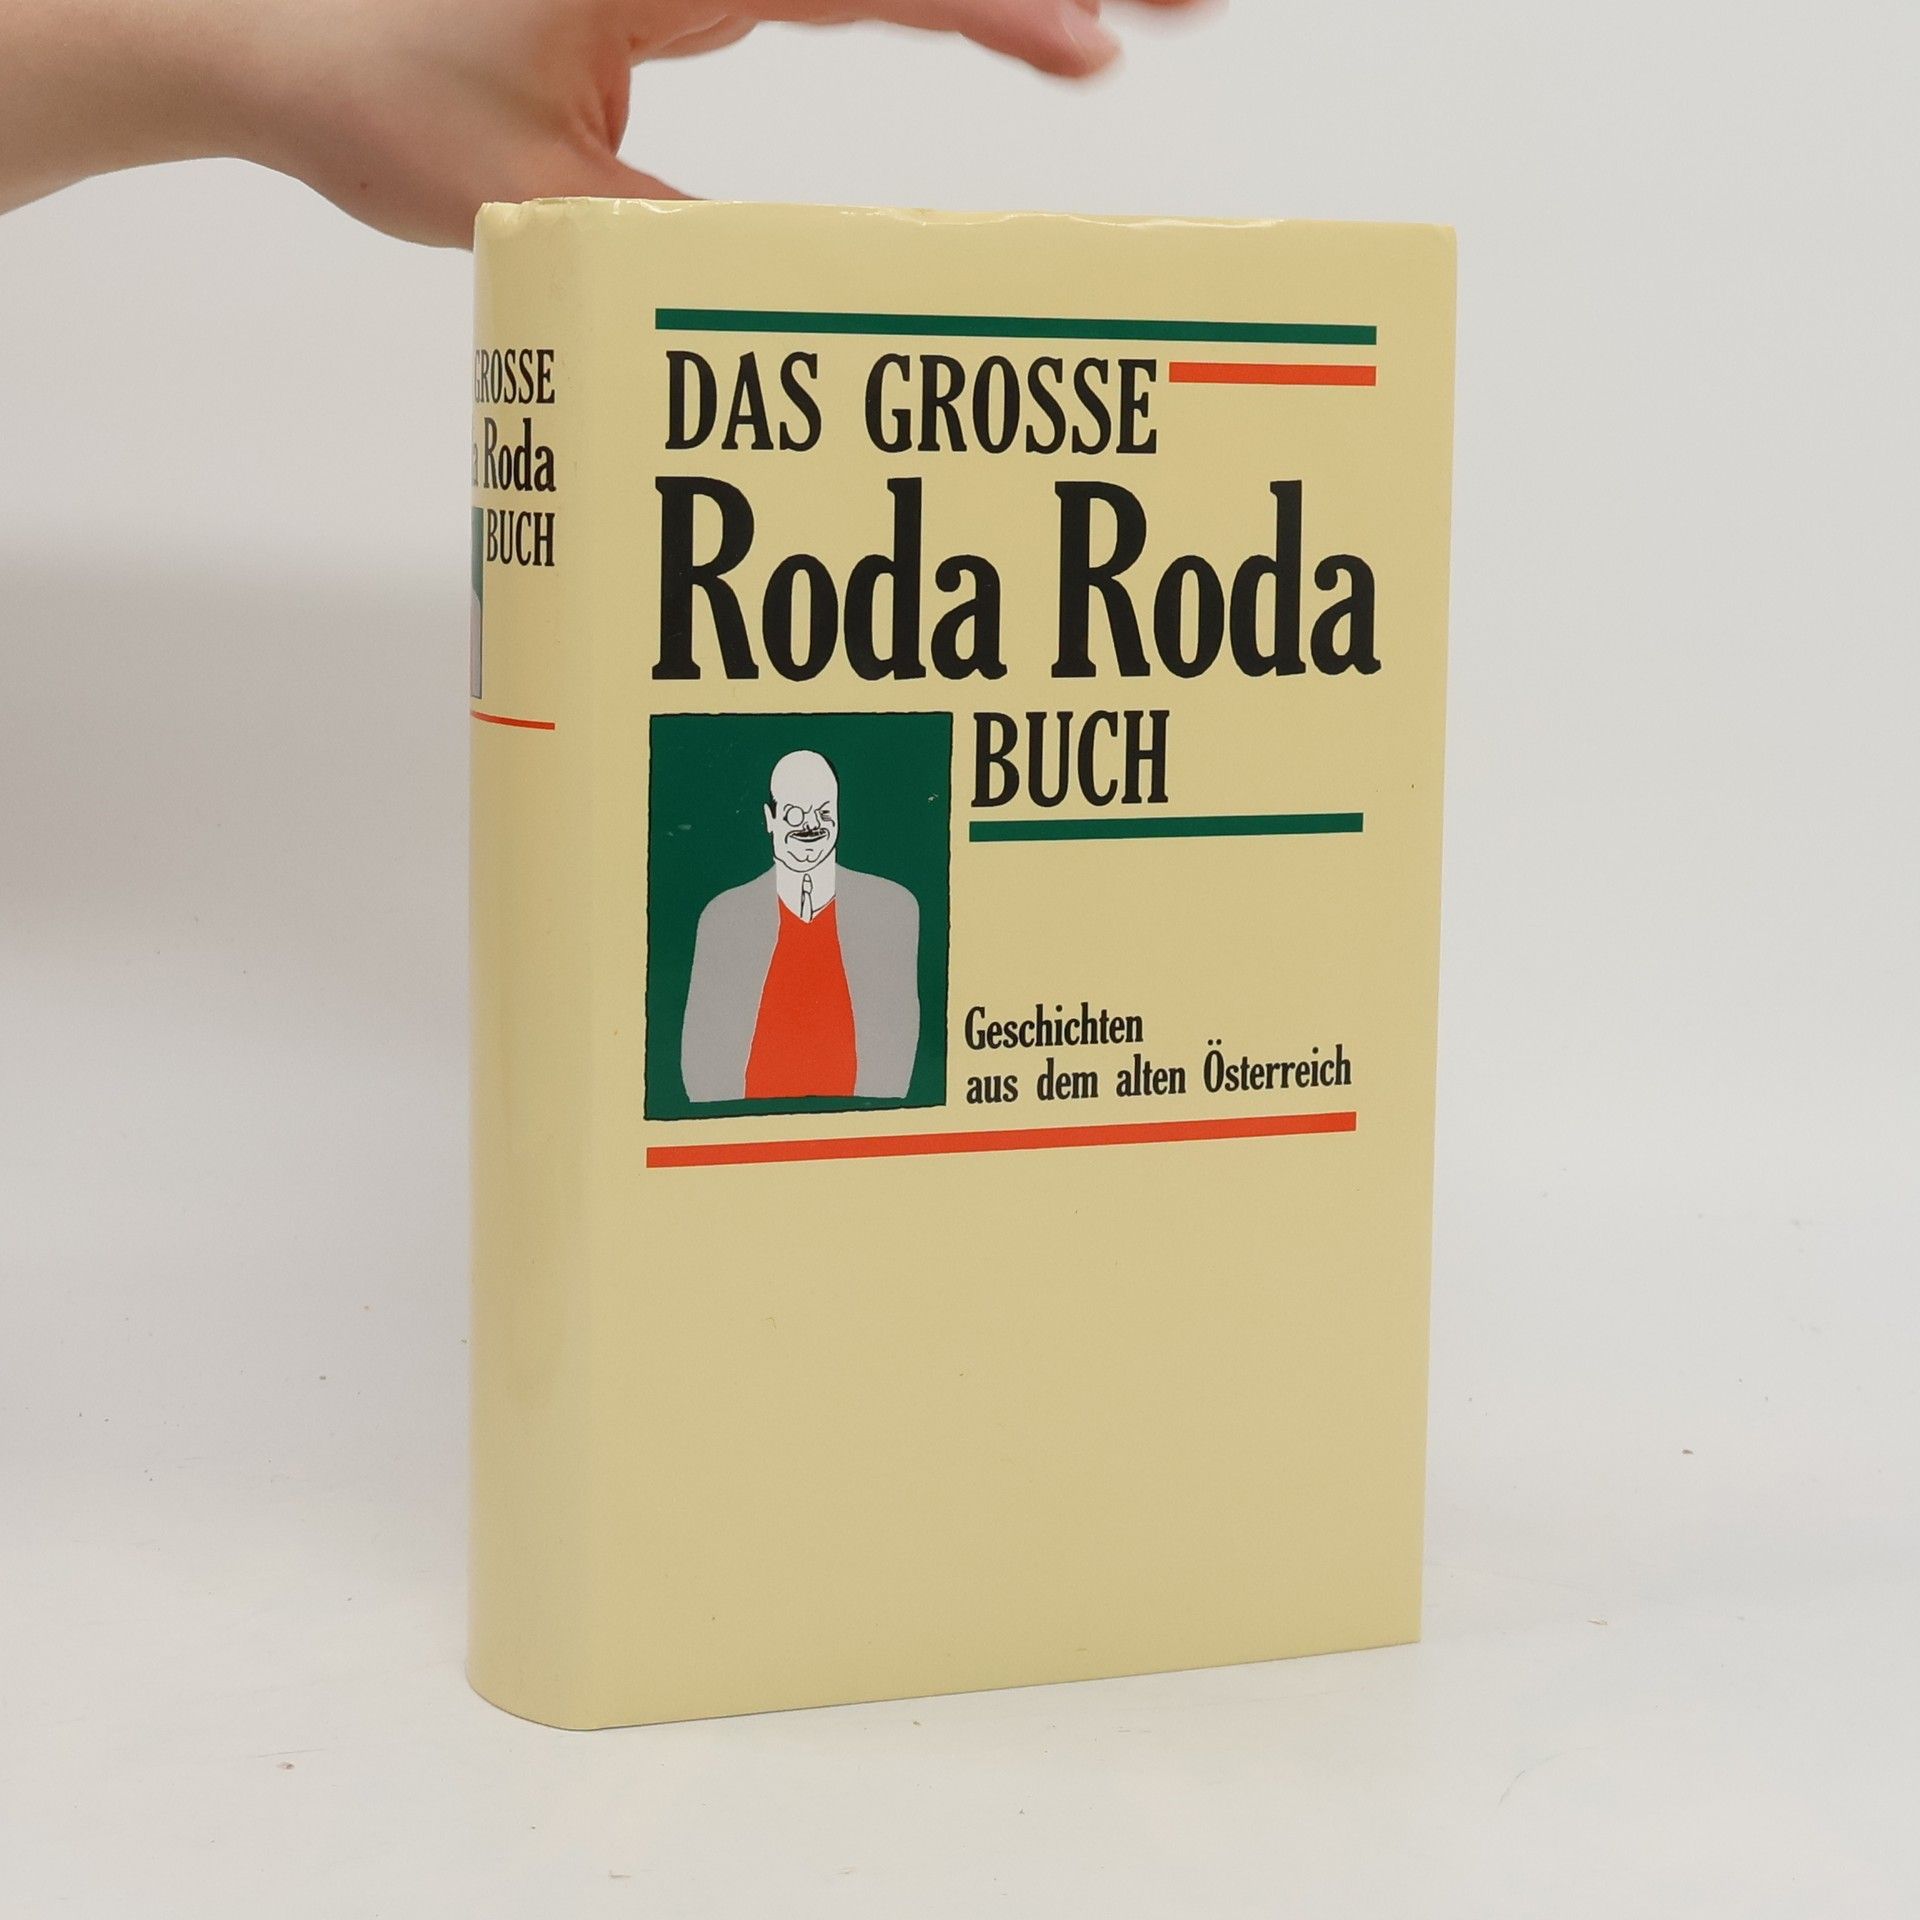 GROSSE
Roda
BUCH
DAS GROSSE
Roda Roda
BUCH
Geschichten
aus dem alten Österreich